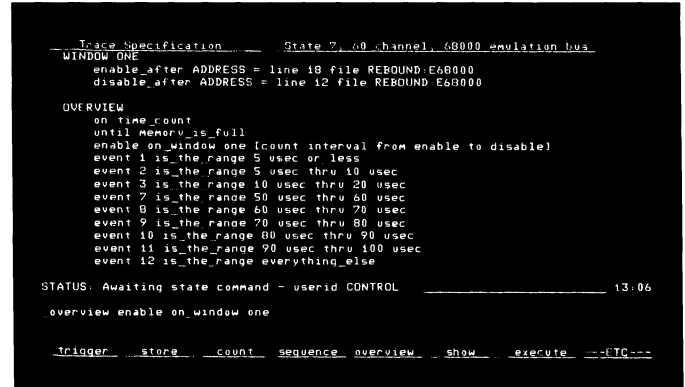 Trace Specification State 7, 60 channel, 68000 emulation bus
WINDOW ONE
enable_after ADDRESS = line 18 file REBOUND:E68000
disable_after ADDRESS = line 12 file REBOUND:E68000
OVERVIEW
on time_count
until memory_is_full
enable on_window one [count interval from enable to disable]
event 1 is_the_range 5 usec or less
event 2 is_the_range 5 usec thru 10 usec
event 3 is_the_range 10 usec thru 20 usec
event 7 is_the_range 50 usec thru 60 usec
event 8 is_the_range 60 usec thru 70 usec
event 9 is_the_range 70 usec thru 80 usec
event 10 is_the_range 80 usec thru 90 usec
event 11 is_the_range 90 usec thru 100 usec
event 12 is_the_range everything_else
STATUS: Awaiting state command - userid CONTROL 13:06
overview enable on_window one
trigger store count sequence overview show execute ---ETC---